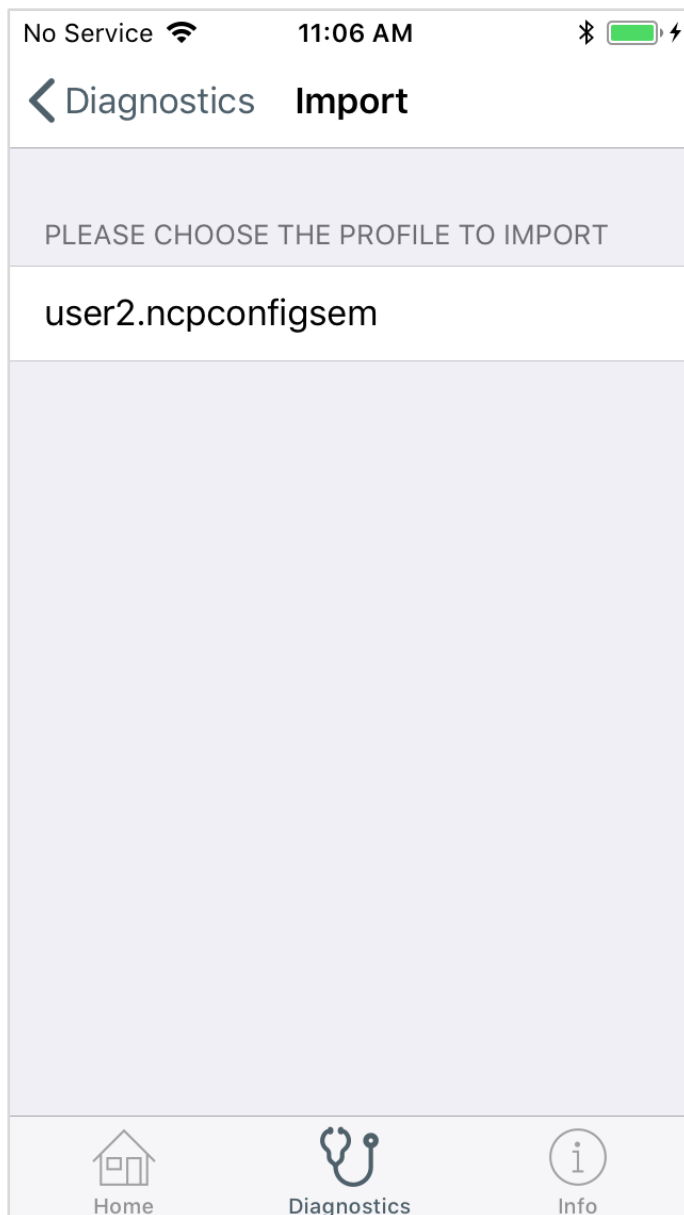 No Service 11:06 AM
Diagnostics Import
PLEASE CHOOSE THE PROFILE TO IMPORT
user2.ncpconfigsem
Home Diagnostics Info